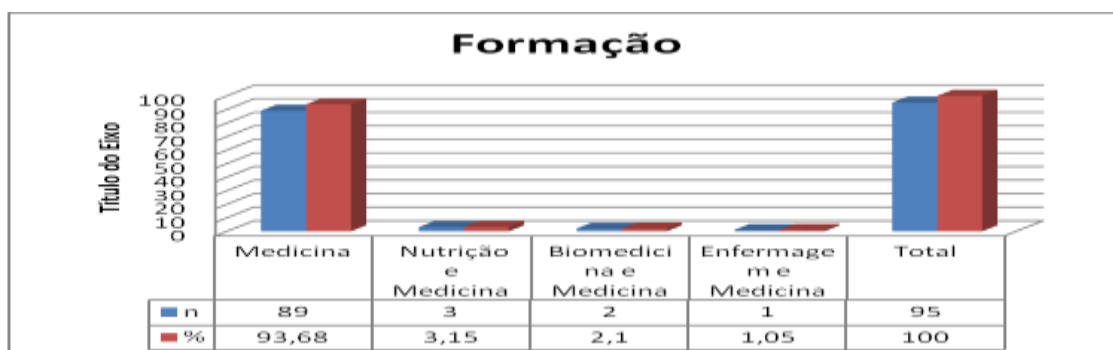 Formação
Título do Eixo
100
90
80
70
60
50
40
30
20
10
0
Medicina
Nutrição
e
Medicina
Biomedici
na e
Medicina
Enfermage
m e
Medicina
Total
n 89 3 2 1 95
% 93,68 3,15 2,1 1,05 100